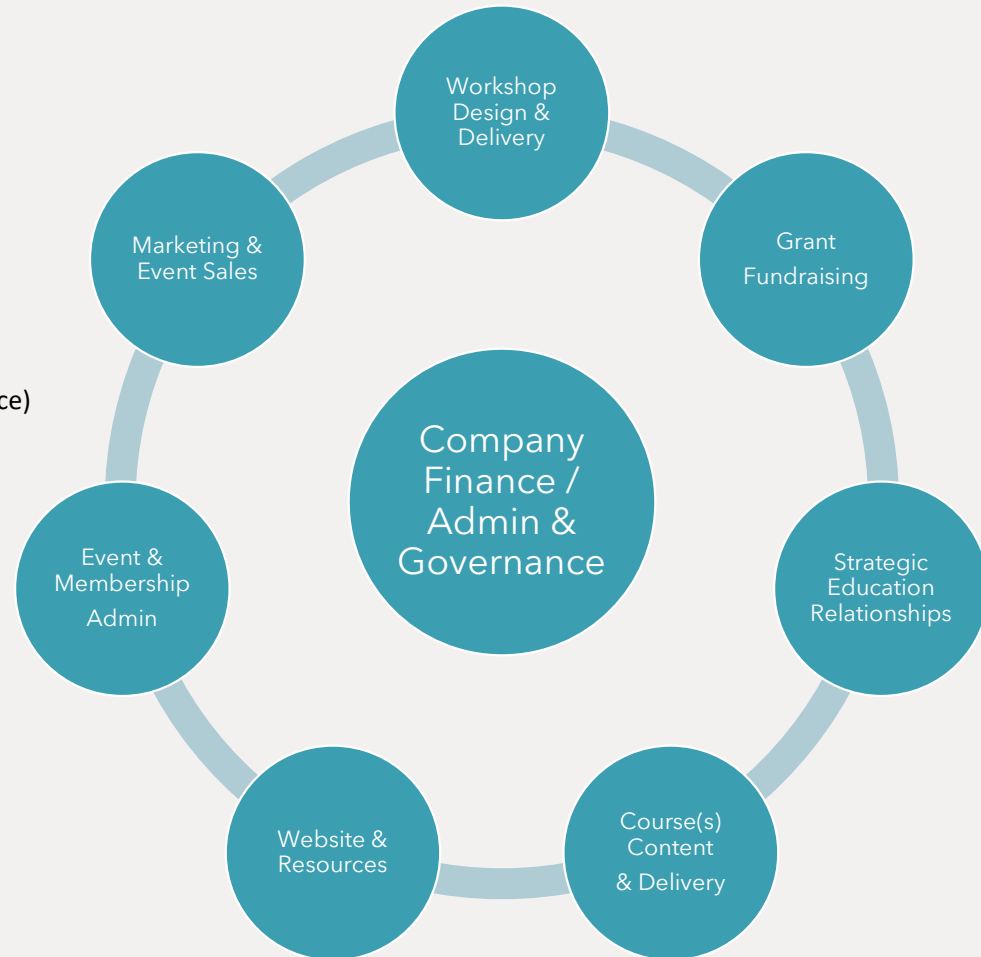 Workshop
Design &
Delivery
Marketing &
Event Sales
Grant
Fundraising
ce)
Company
Finance /
Admin &
Governance
Event &
Membership
Admin
Strategic
Education
Relationships
Website &
Resources
Course(s)
Content
& Delivery